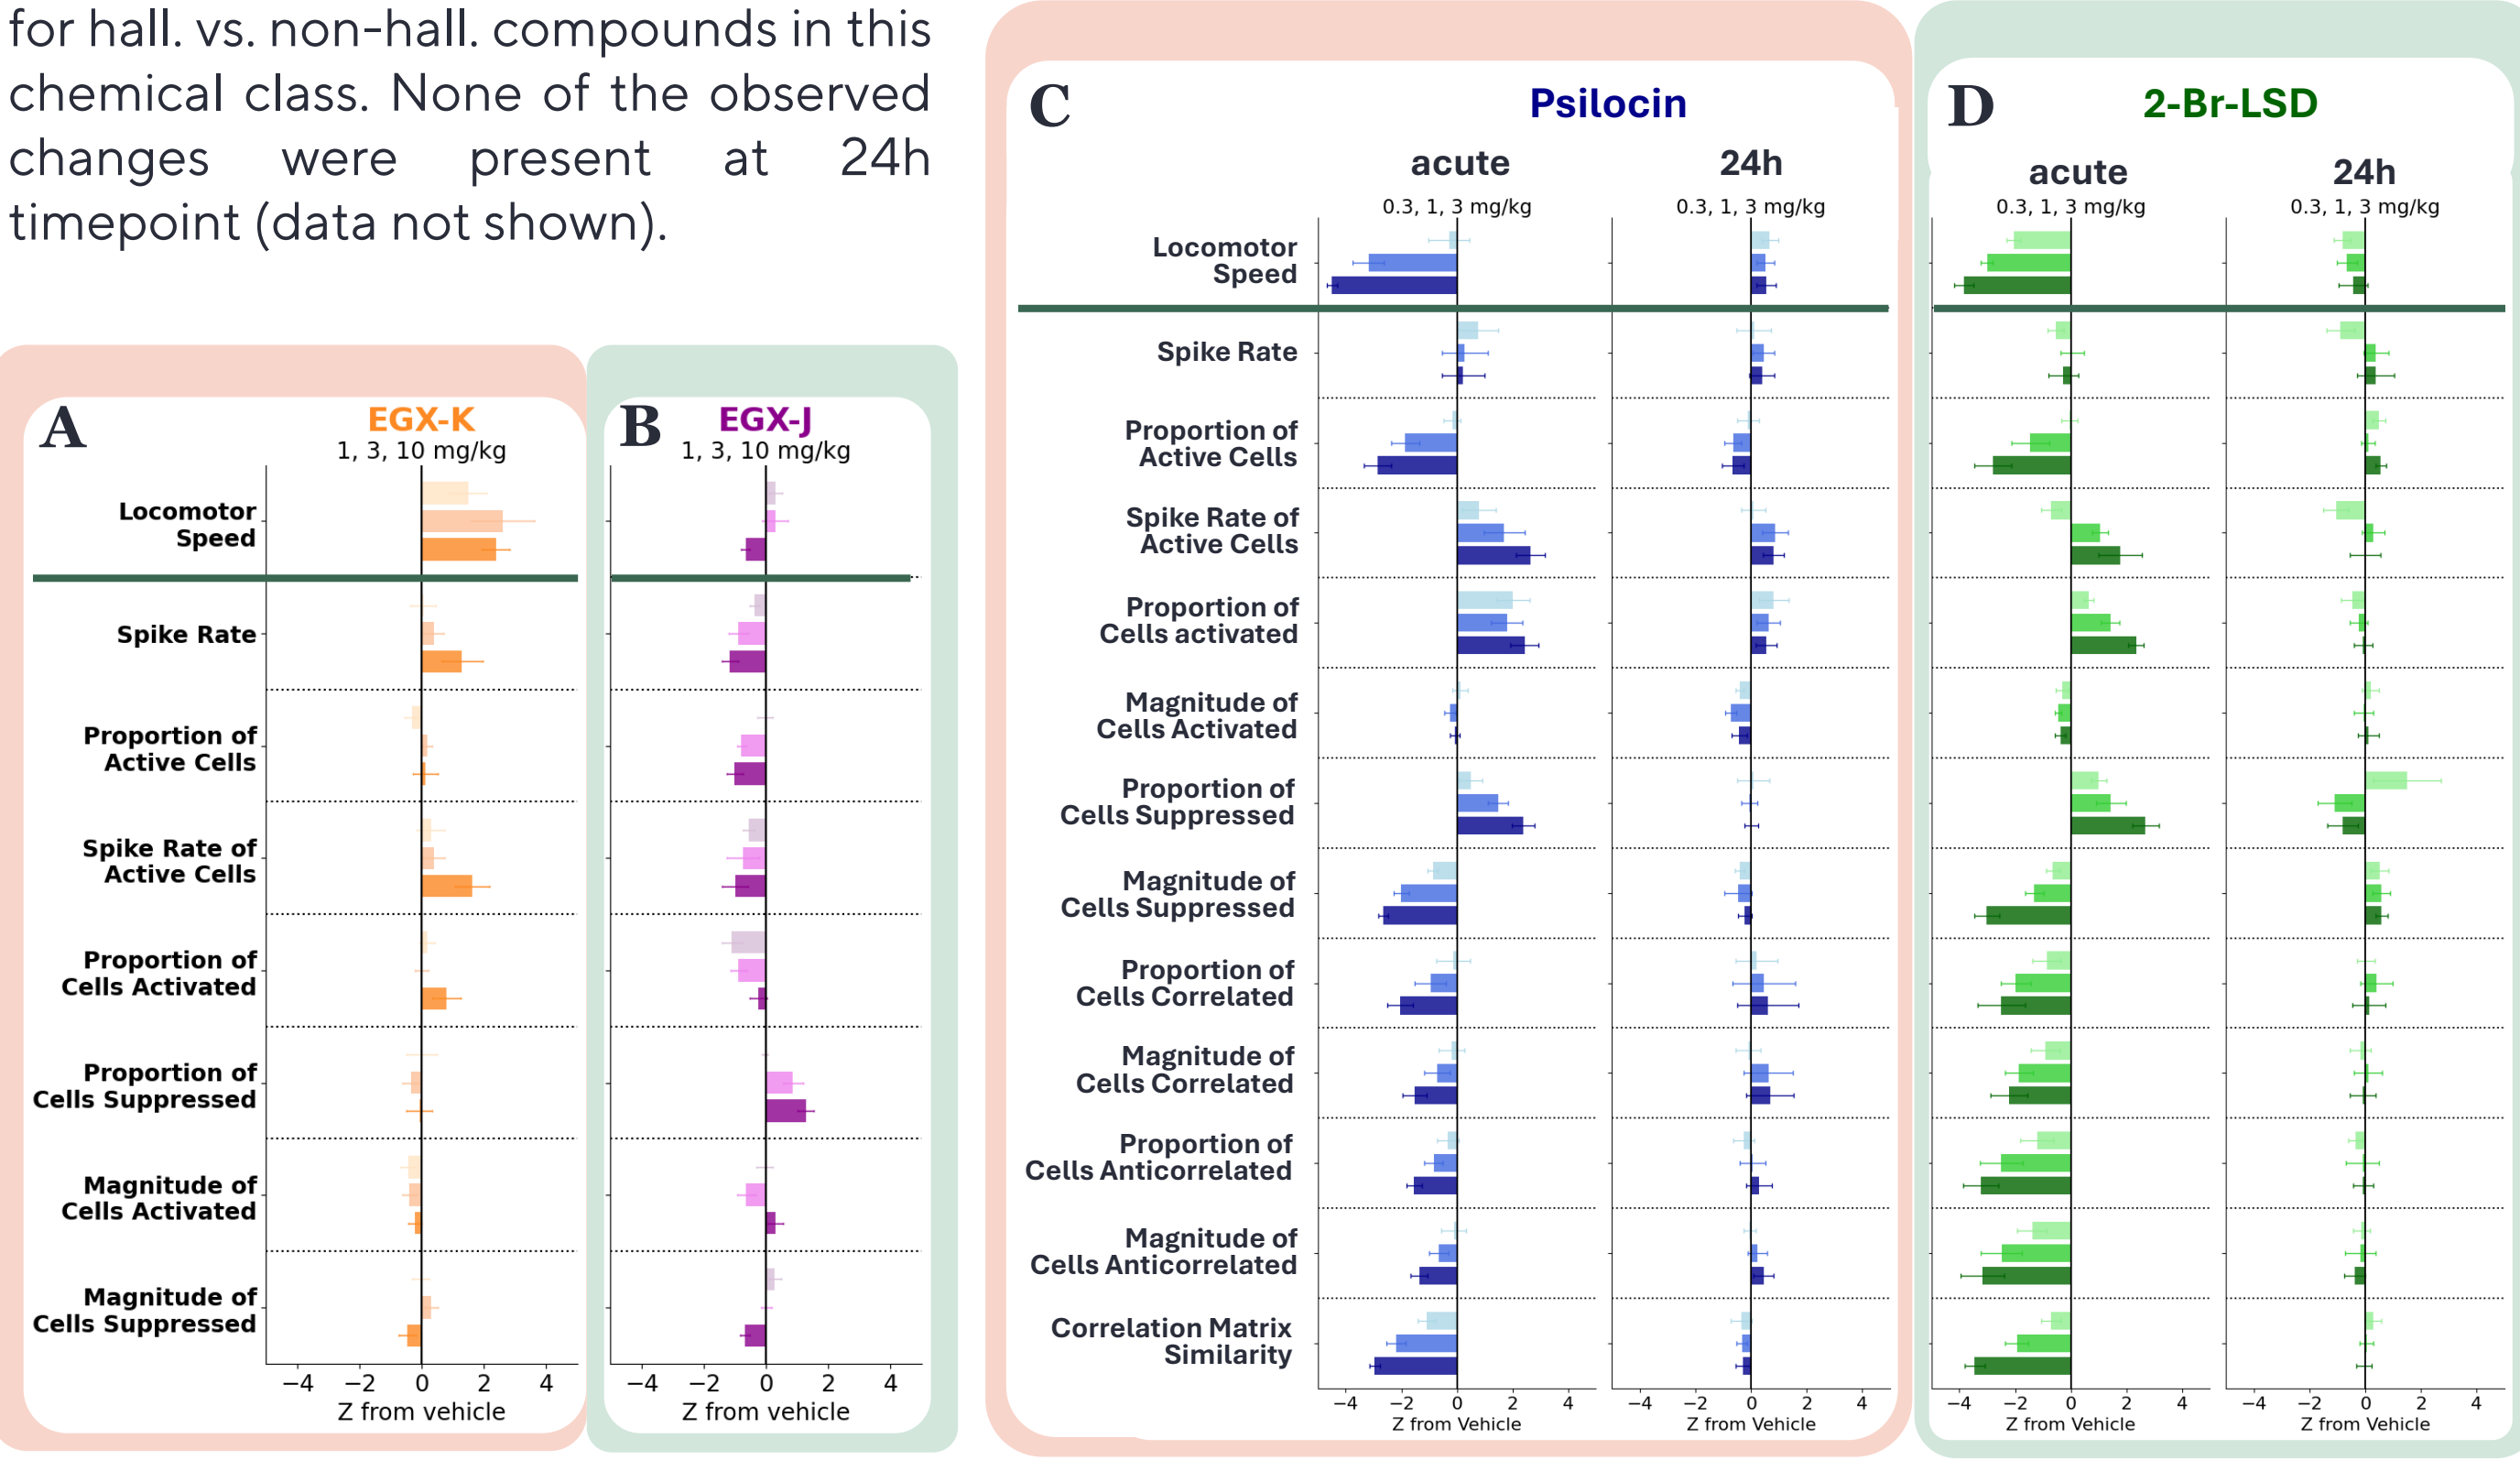 for hall. vs. non-hall. compounds in this
chemical class. None of the observed
changes were present at 24h
timepoint (data not shown).
A
EGX-K
1, 3, 10 mg/kg
Locomotor
Speed
Spike Rate
Proportion of
Active Cells
Spike Rate of
Active Cells
Proportion of
Cells Activated
Proportion of
Cells Suppressed
Magnitude of
Cells Activated
Magnitude of
Cells Suppressed
−4 −2 0 2 4
Z from vehicle
B
EGX-J
1, 3, 10 mg/kg
−4 −2 0 2 4
Z from vehicle
C
Psilocin
acute
0.3, 1, 3 mg/kg
24h
0.3, 1, 3 mg/kg
Locomotor
Speed
Spike Rate
Proportion of
Active Cells
Spike Rate of
Active Cells
Proportion of
Cells activated
Magnitude of
Cells Activated
Proportion of
Cells Suppressed
Magnitude of
Cells Suppressed
Proportion of
Cells Correlated
Magnitude of
Cells Correlated
Proportion of
Cells Anticorrelated
Magnitude of
Cells Anticorrelated
Correlation Matrix
Similarity
−4 −2 0 2 4
Z from Vehicle
−4 −2 0 2 4
Z from Vehicle
D
2-Br-LSD
acute
0.3, 1, 3 mg/kg
24h
0.3, 1, 3 mg/kg
−4 −2 0 2 4
Z from Vehicle
−4 −2 0 2 4
Z from Vehicle